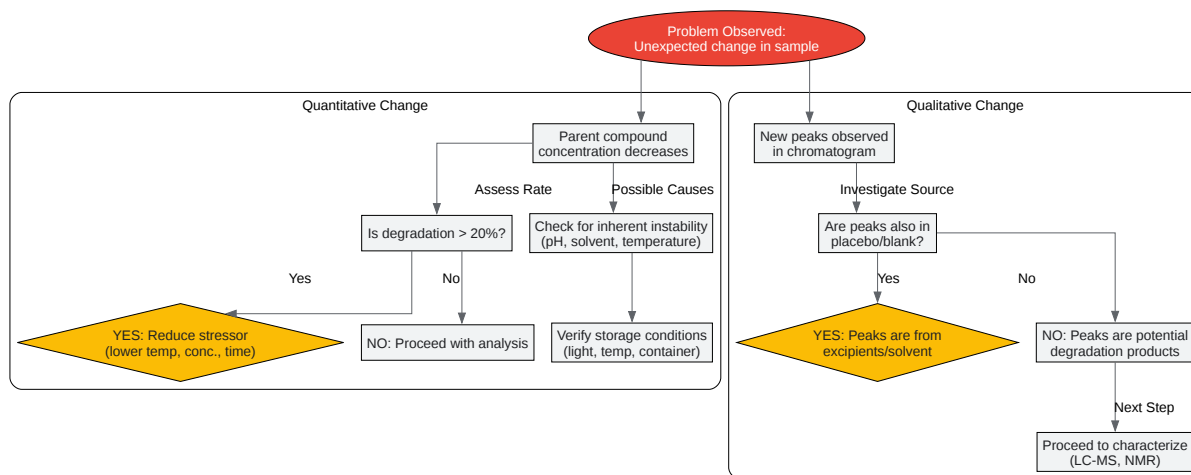 Problem Observed:
Unexpected change in sample
Quantitative Change
Parent compound
concentration decreases
Assess Rate
Possible Causes
Is degradation > 20%?
Check for inherent instability
(pH, solvent, temperature)
Yes
No
YES: Reduce stressor
(lower temp, conc., time)
NO: Proceed with analysis
Verify storage conditions
(light, temp, container)
Qualitative Change
New peaks observed
in chromatogram
Investigate Source
Are peaks also in
placebo/blank?
Yes
No
YES: Peaks are from
excipients/solvent
NO: Peaks are potential
degradation products
Next Step
Proceed to characterize
(LC-MS, NMR)